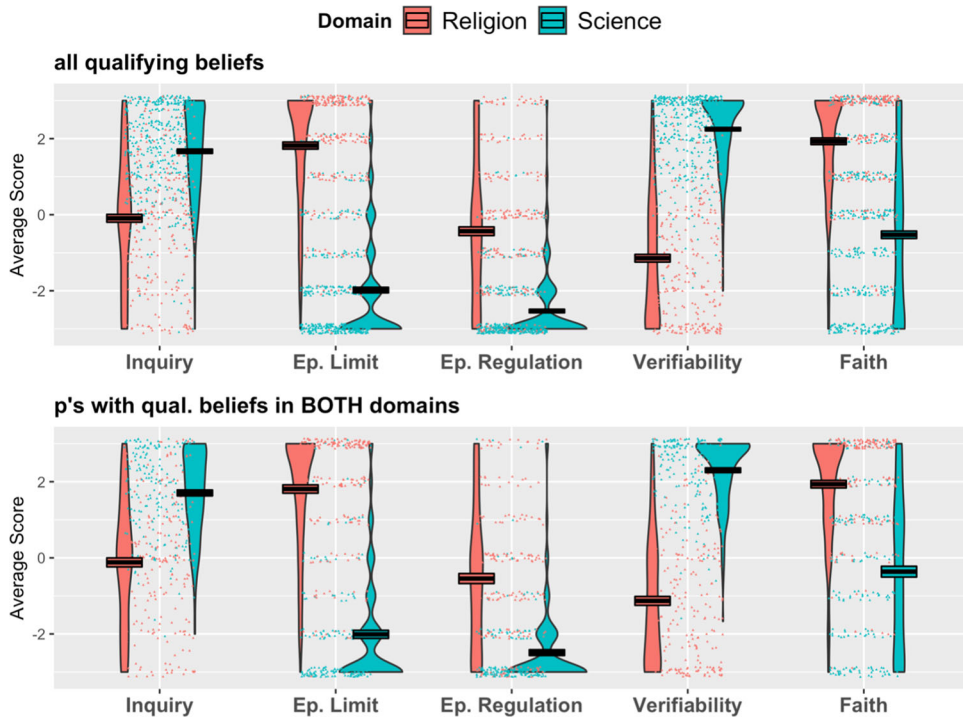 Domain Religion Science
all qualifying beliefs
Average Score
2
0
-2
Inquiry Ep. Limit Ep. Regulation Verifiability Faith
p's with qual. beliefs in BOTH domains
Average Score
2
0
-2
Inquiry Ep. Limit Ep. Regulation Verifiability Faith